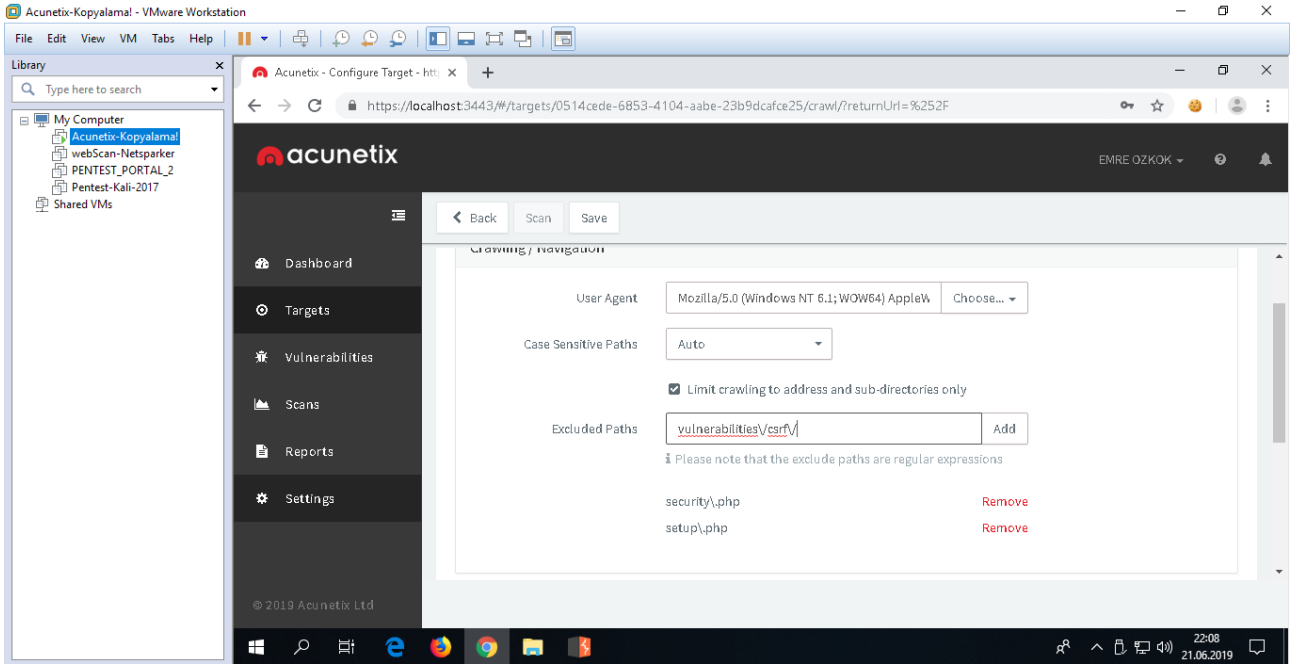 Acunetix-Kopyalama! - VMware Workstation
File Edit View VM Tabs Help
Library
Type here to search
My Computer
Acunetix-Kopyalama!
webScan-Netsparker
PENTEST_PORTAL_2
Pentest-Kali-2017
Shared VMs
Acunetix - Configure Target - htt
https://localhost:3443/#/targets/0514cede-6853-4104-aabe-23b9dcafce25/crawl/?returnUrl=%252F
acunetix
EMRE OZKOK
Back Scan Save
Dashboard
Targets
Vulnerabilities
Scans
Reports
Settings
© 2019 Acunetix Ltd
Crawling / Navigation
User Agent Mozilla/5.0 (Windows NT 6.1; WOW64) AppleW Choose...
Case Sensitive Paths Auto
Limit crawling to address and sub-directories only
Excluded Paths vulnerabilities\/csrf\/ Add
Please note that the exclude paths are regular expressions
security\.php Remove
setup\.php Remove
22:08
21.06.2019